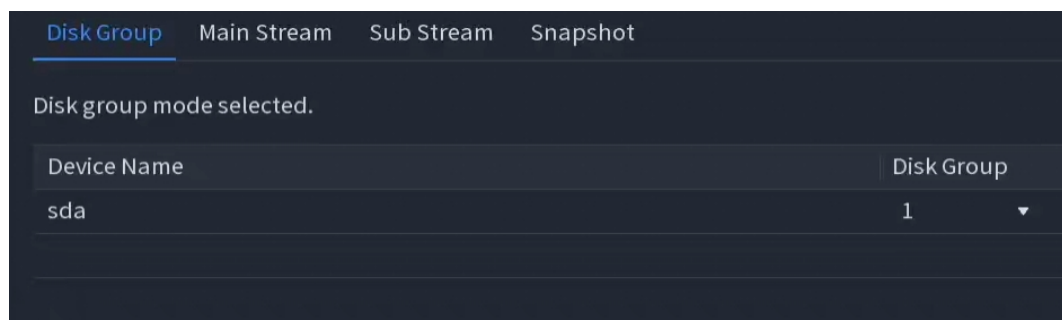 Disk Group Main Stream Sub Stream Snapshot
Disk group mode selected.
Device Name Disk Group
sda 1